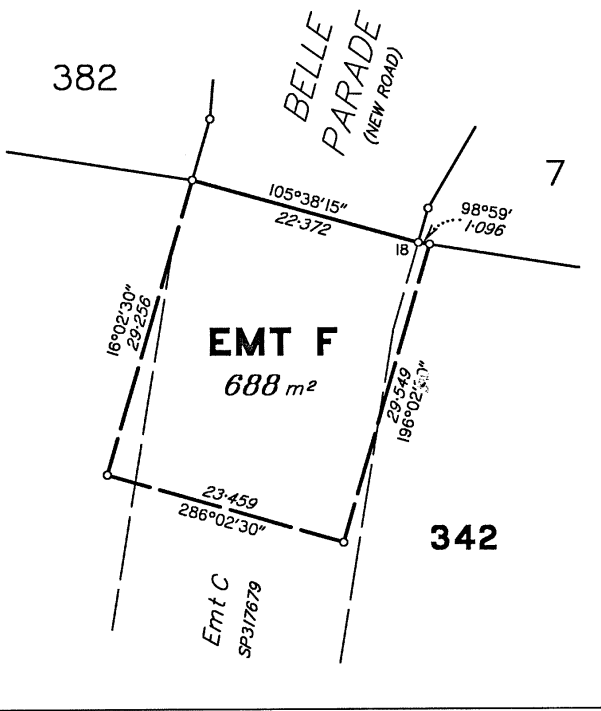 382
BELLE
PARADE
(NEW ROAD)
7
105°38'15"
22·372
98°59'
1·096
18
16°02'30"
29·256
EMT F
688 m²
29·549
23·459
286°02'30"
342
Emt C
SP317679